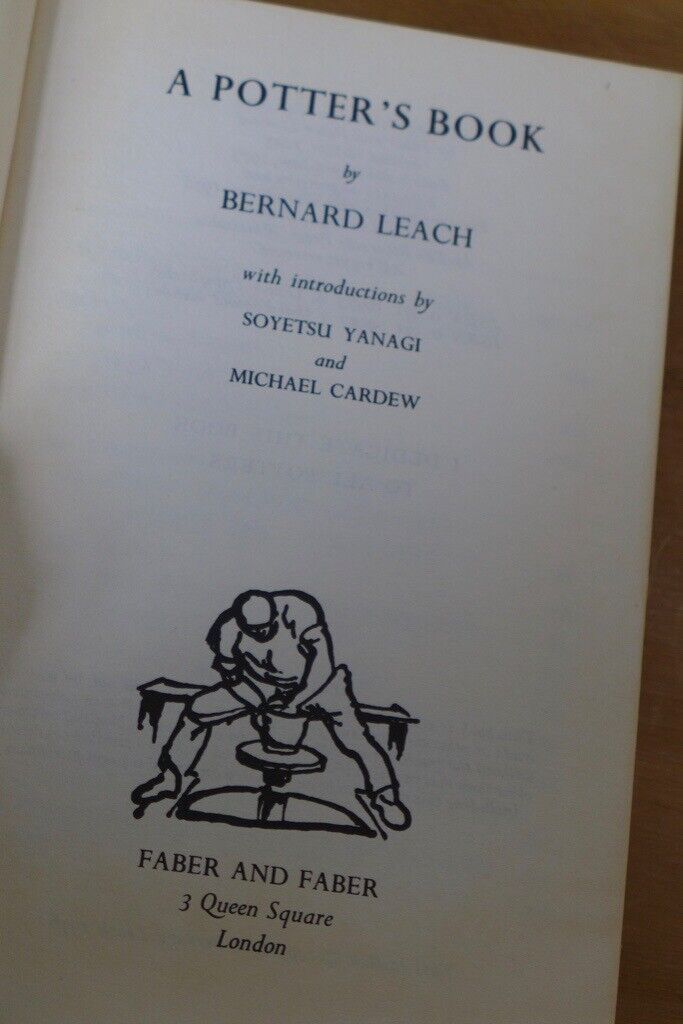 A POTTER'S BOOK
by
BERNARD LEACH
with introductions by
SOYETSU YANAGI
and
MICHAEL CARDEW
FABER AND FABER
3 Queen Square
London